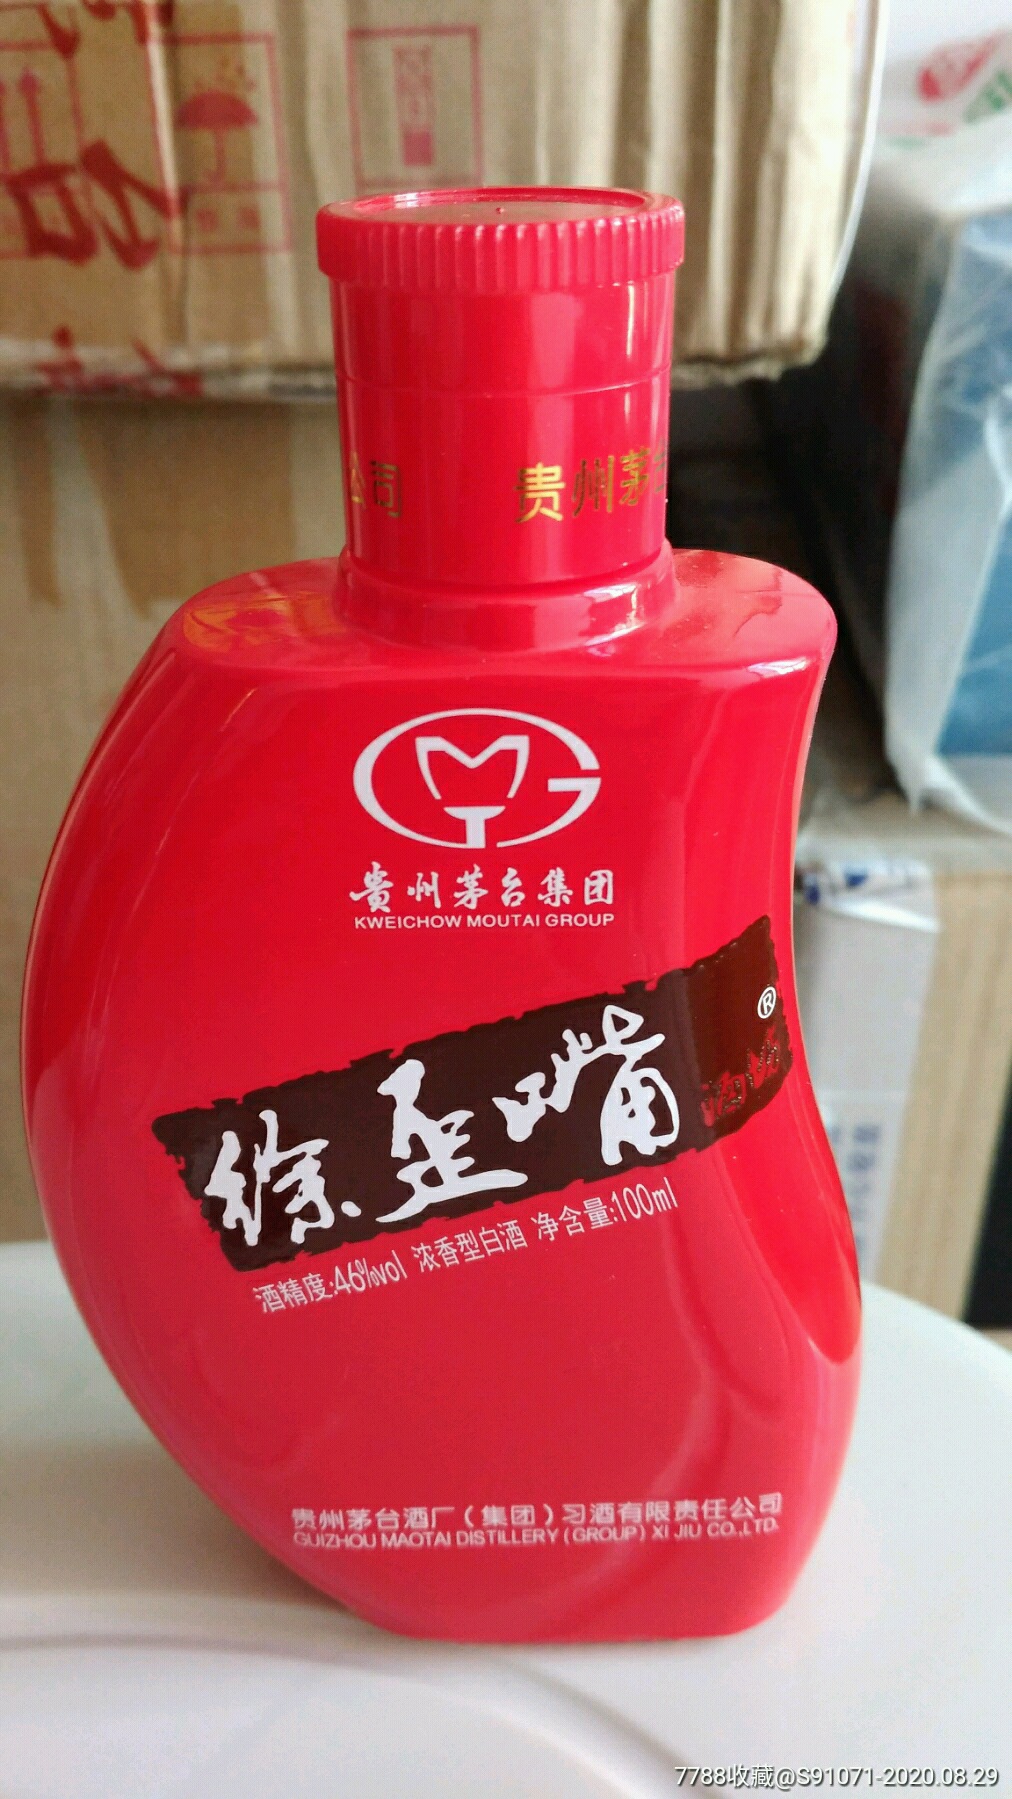 公司 贵州茅台
贵州茅台集团
KWEICHOW MOUTAI GROUP
®
徐歪嘴
酒精度:46%vol 浓香型白酒 净含量:100ml
贵州茅台酒厂(集团)习酒有限责任公司
GUIZHOU MAOTAI DISTILLERY (GROUP) XI JIU CO.,LTD.
7788收藏@S91071-2020.08.29